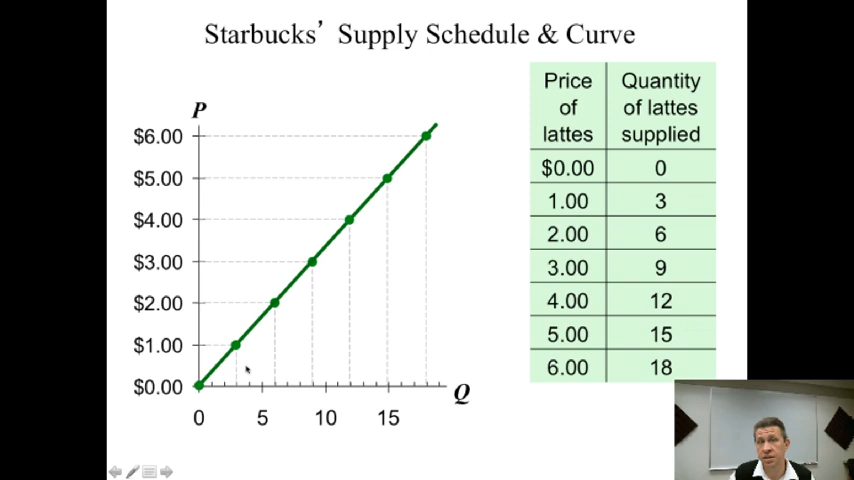 Starbucks’ Supply Schedule & Curve
P
$6.00
$5.00
$4.00
$3.00
$2.00
$1.00
$0.00
0 5 10 15
Q
Price of lattes Quantity of lattes supplied
$0.00 0
1.00 3
2.00 6
3.00 9
4.00 12
5.00 15
6.00 18